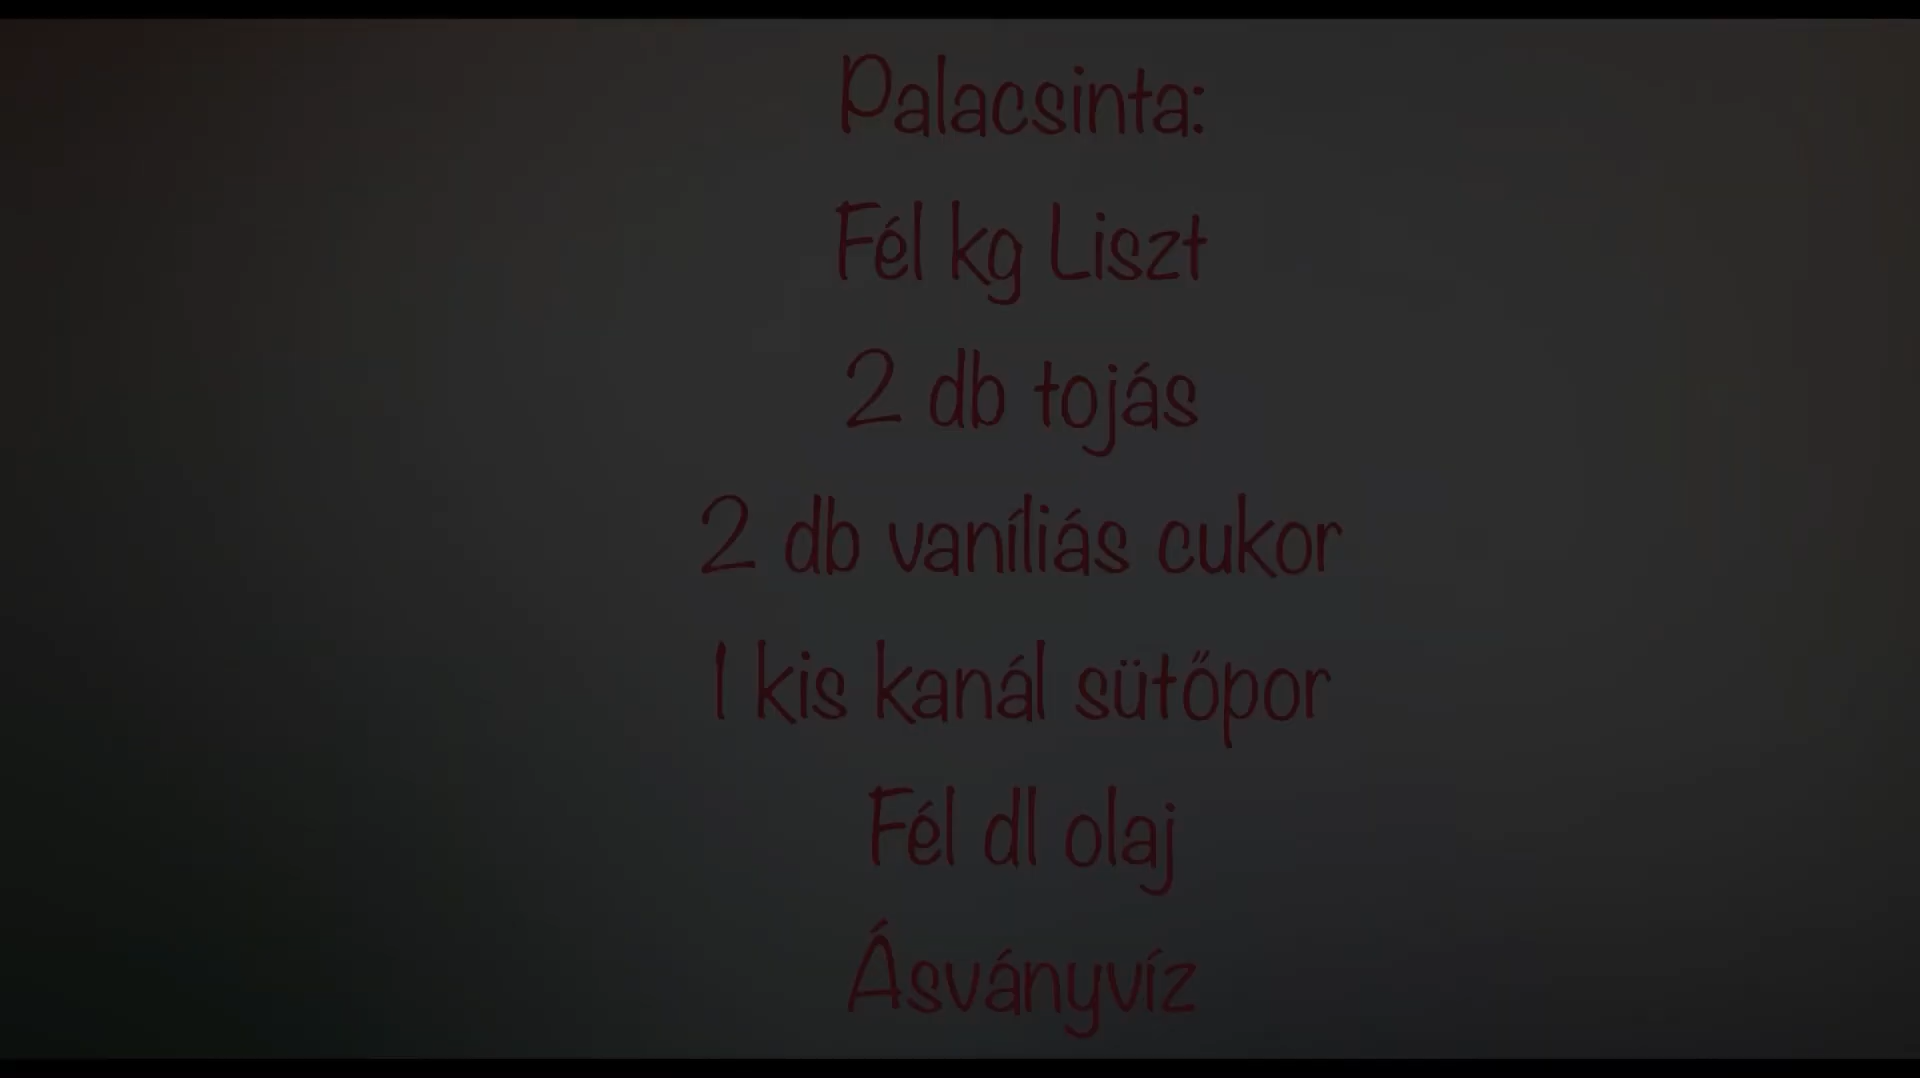 Palacsinta:
Fél kg Liszt
2 db tojás
2 db vaníliás cukor
1 kis kanál sütőpor
Fél dl olaj
Ásványvíz